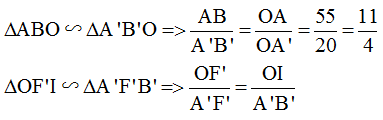 ΔABO ∽ ΔA'B'O => AB/A'B' = OA/OA' = 55/20 = 11/4
ΔOF'I ∽ ΔA'F'B' => OF'/A'F' = OI/A'B'